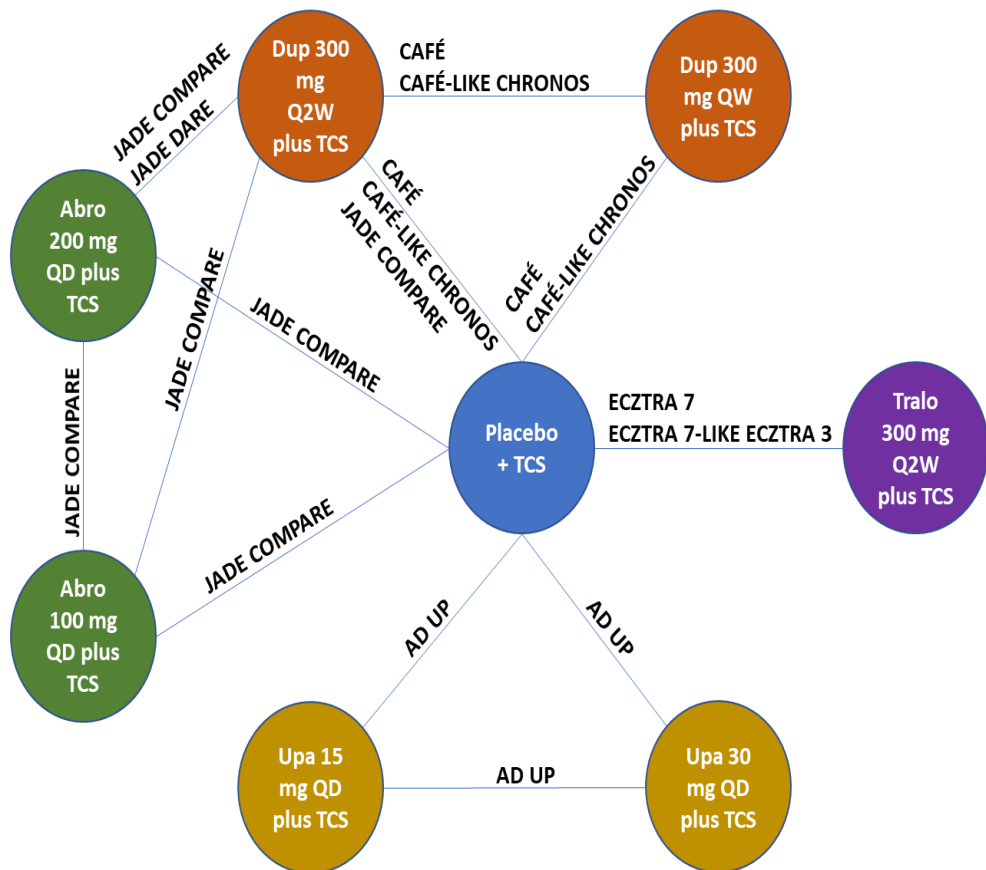 Dup 300
mg
Q2W
plus TCS
CAFÉ
CAFÉ-LIKE CHRONOS
Dup 300
mg QW
plus TCS
JADE COMPARE
JADE DARE
Abro
200 mg
QD plus
TCS
JADE COMPARE
CAFÉ
CAFÉ-LIKE CHRONOS
JADE COMPARE
CAFÉ
CAFÉ-LIKE CHRONOS
JADE COMPARE
JADE COMPARE
Placebo
+ TCS
ECZTRA 7
ECZTRA 7-LIKE ECZTRA 3
Tralo
300 mg
Q2W
plus TCS
JADE COMPARE
Abro
100 mg
QD plus
TCS
AD UP
AD UP
Upa 15
mg QD
plus TCS
AD UP
Upa 30
mg QD
plus TCS